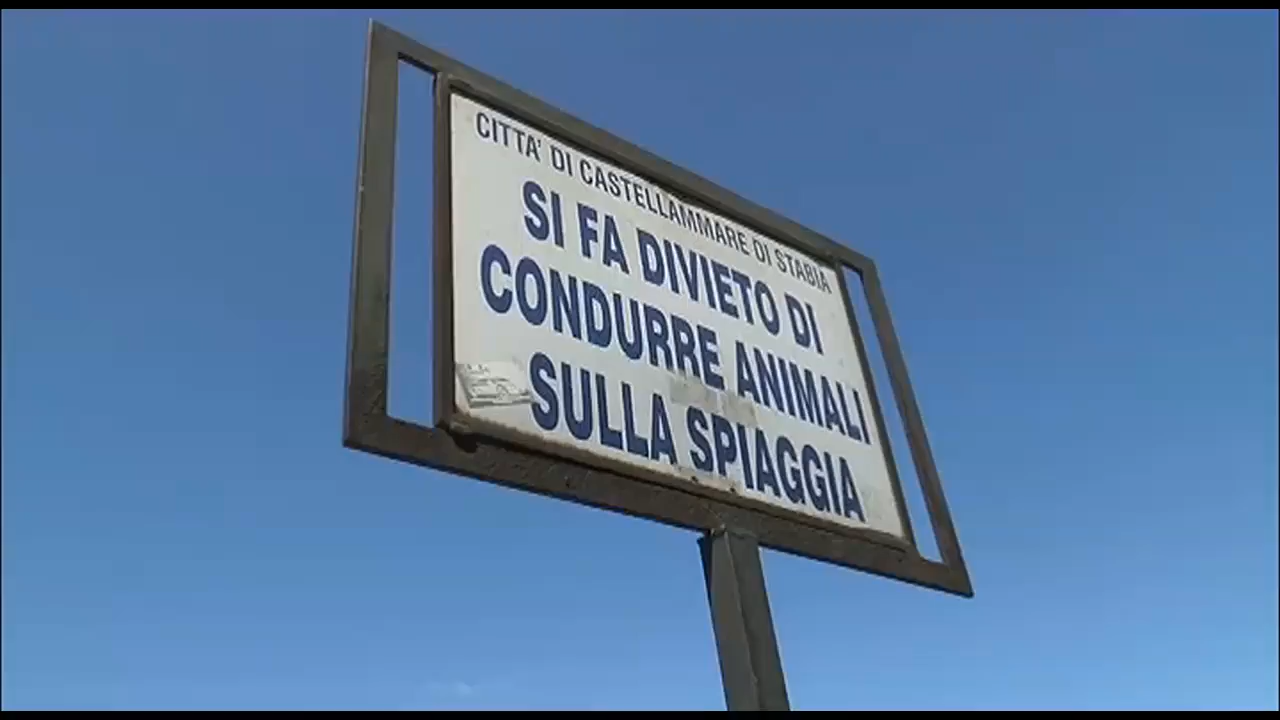 CITTA' DI CASTELLAMMARE DI STABIA
SI FA DIVIETO DI
CONDURRE ANIMALI
SULLA SPIAGGIA